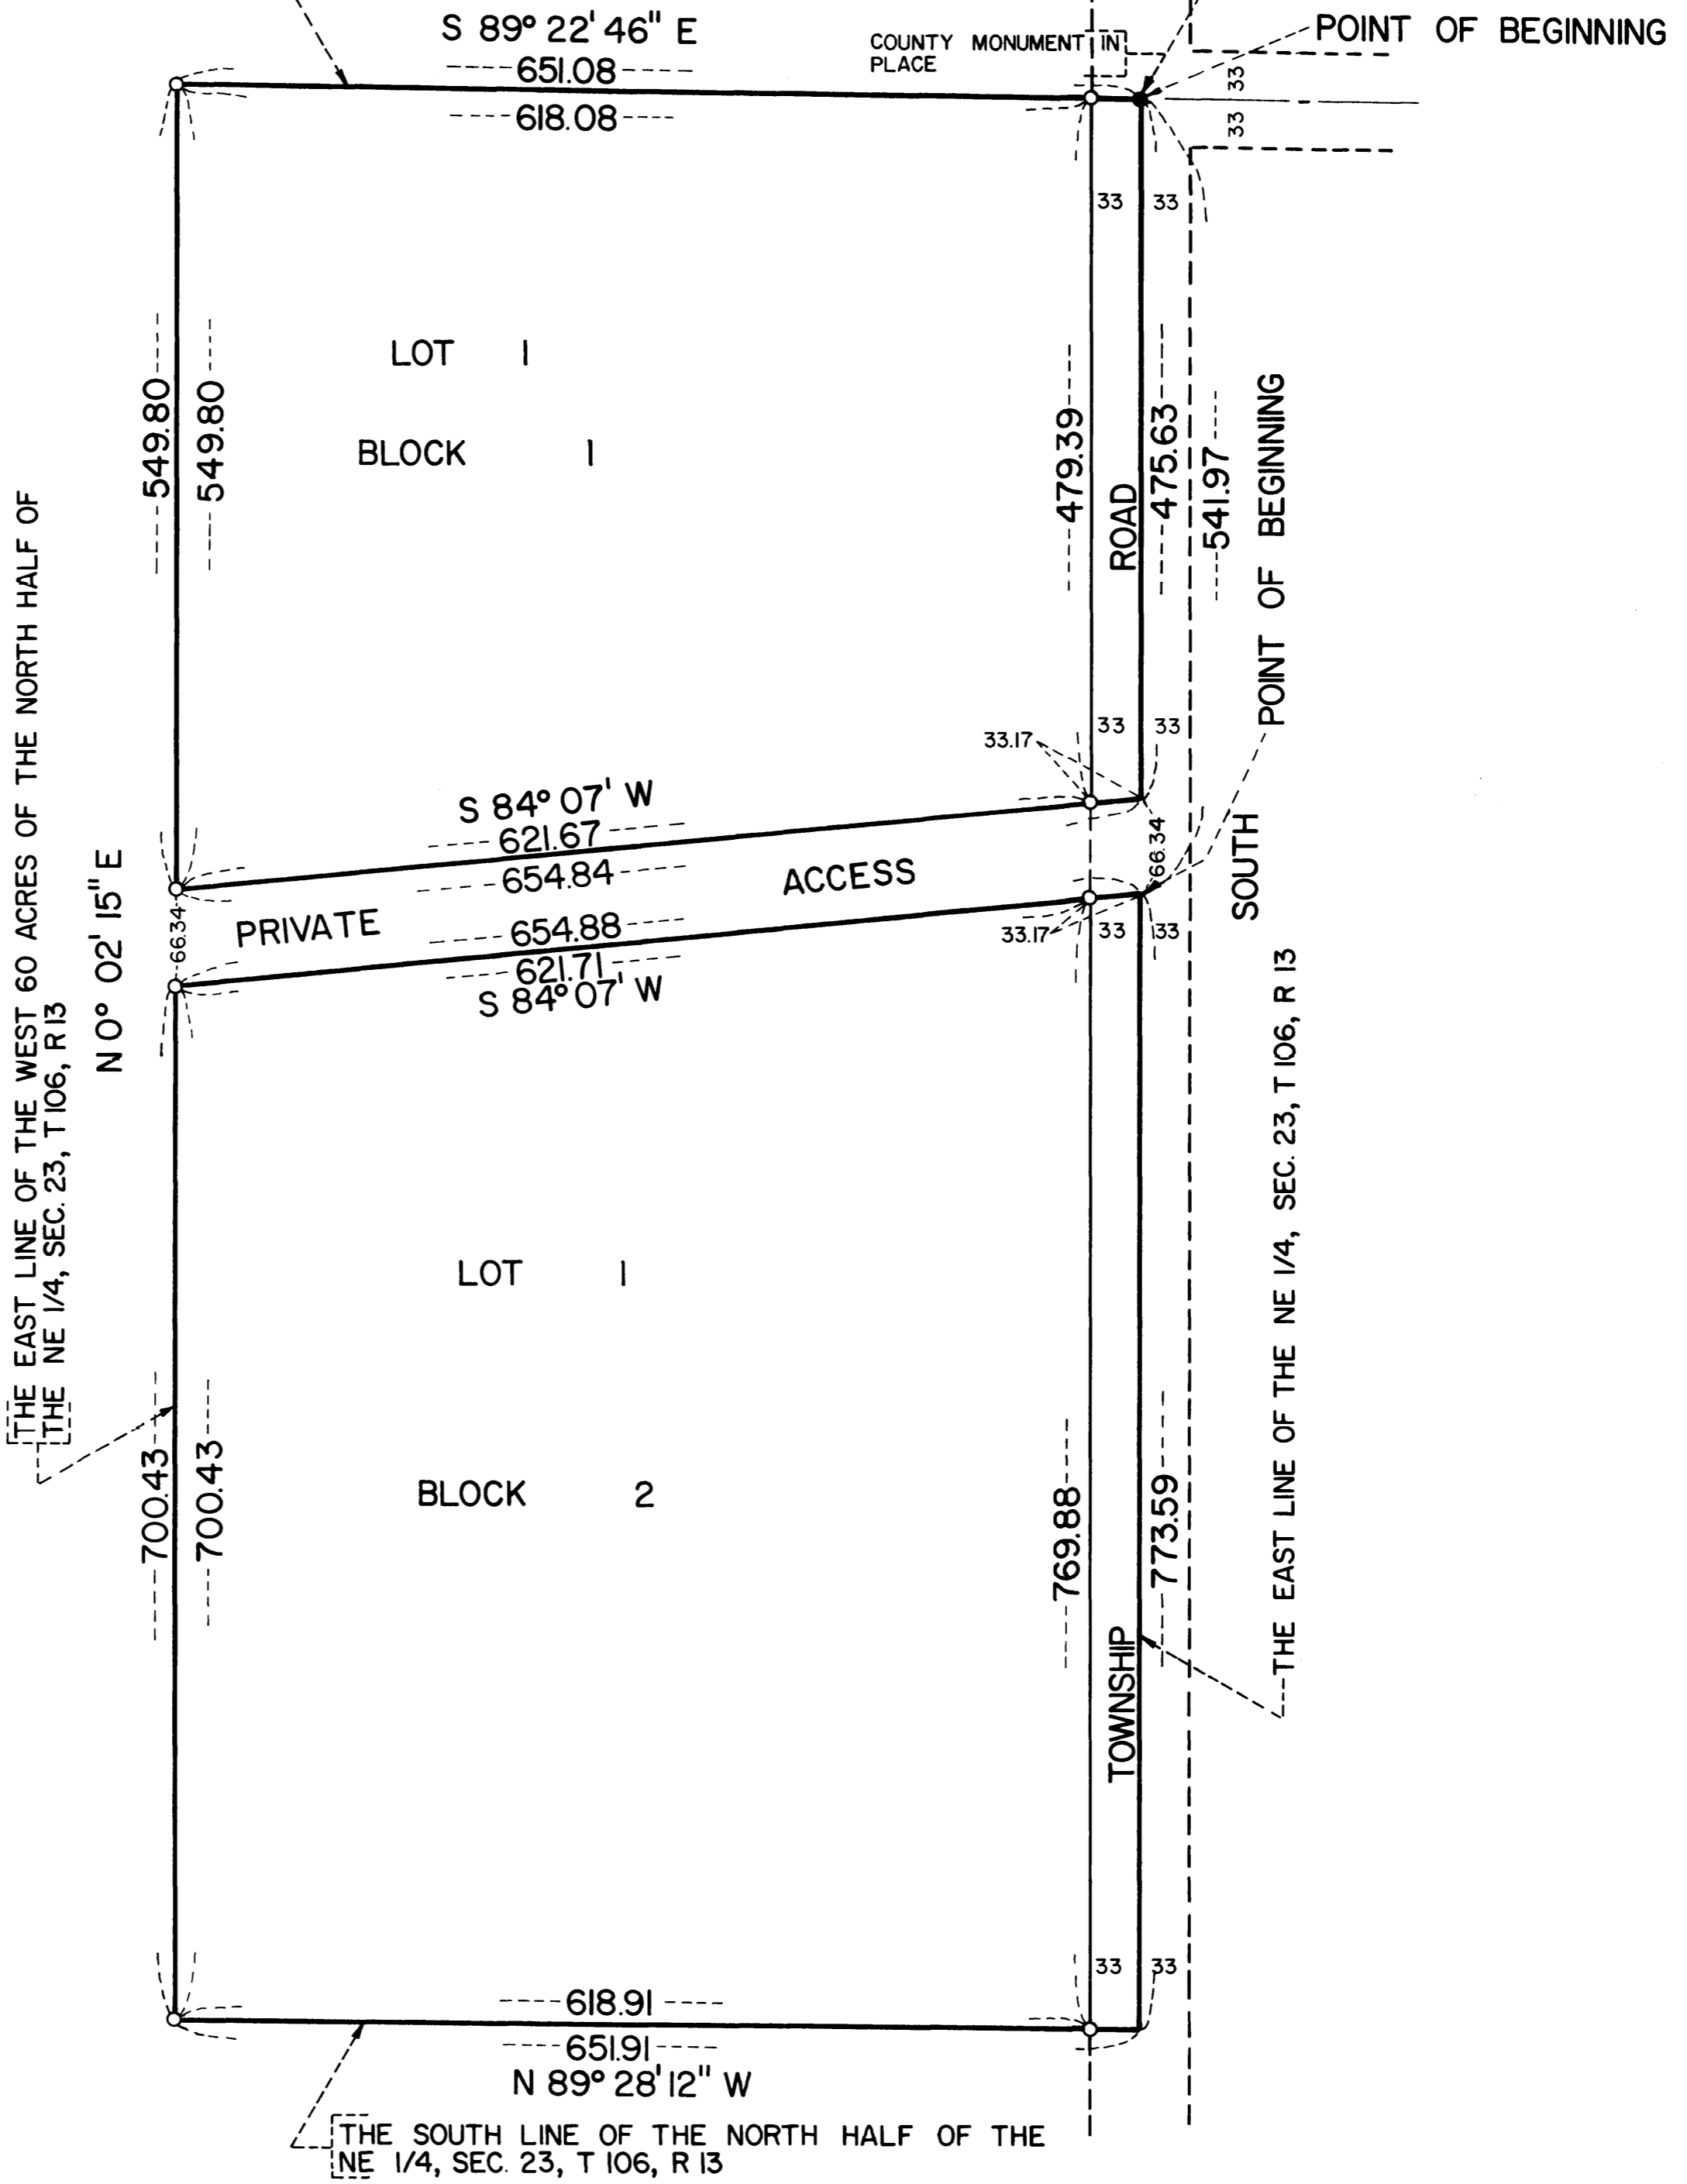 S 89° 22' 46" E
651.08
618.08
COUNTY MONUMENT IN
PLACE
POINT OF BEGINNING
33
33
33
33
LOT 1
BLOCK 1
549.80
549.80
479.39
ROAD
475.63
541.97
POINT OF BEGINNING
33
33
33.17
S 84° 07' W
621.67
654.84
PRIVATE ACCESS
654.88
621.71
S 84° 07' W
66.34
66.34
33.17
33
33
SOUTH
N 0° 02' 15" E
THE EAST LINE OF THE WEST 60 ACRES OF THE NORTH HALF OF
THE NE 1/4, SEC. 23, T 106, R 13
LOT 1
BLOCK 2
700.43
700.43
769.88
773.59
TOWNSHIP
THE EAST LINE OF THE NE 1/4, SEC. 23, T 106, R 13
33
33
618.91
651.91
N 89° 28' 12" W
THE SOUTH LINE OF THE NORTH HALF OF THE
NE 1/4, SEC. 23, T 106, R 13